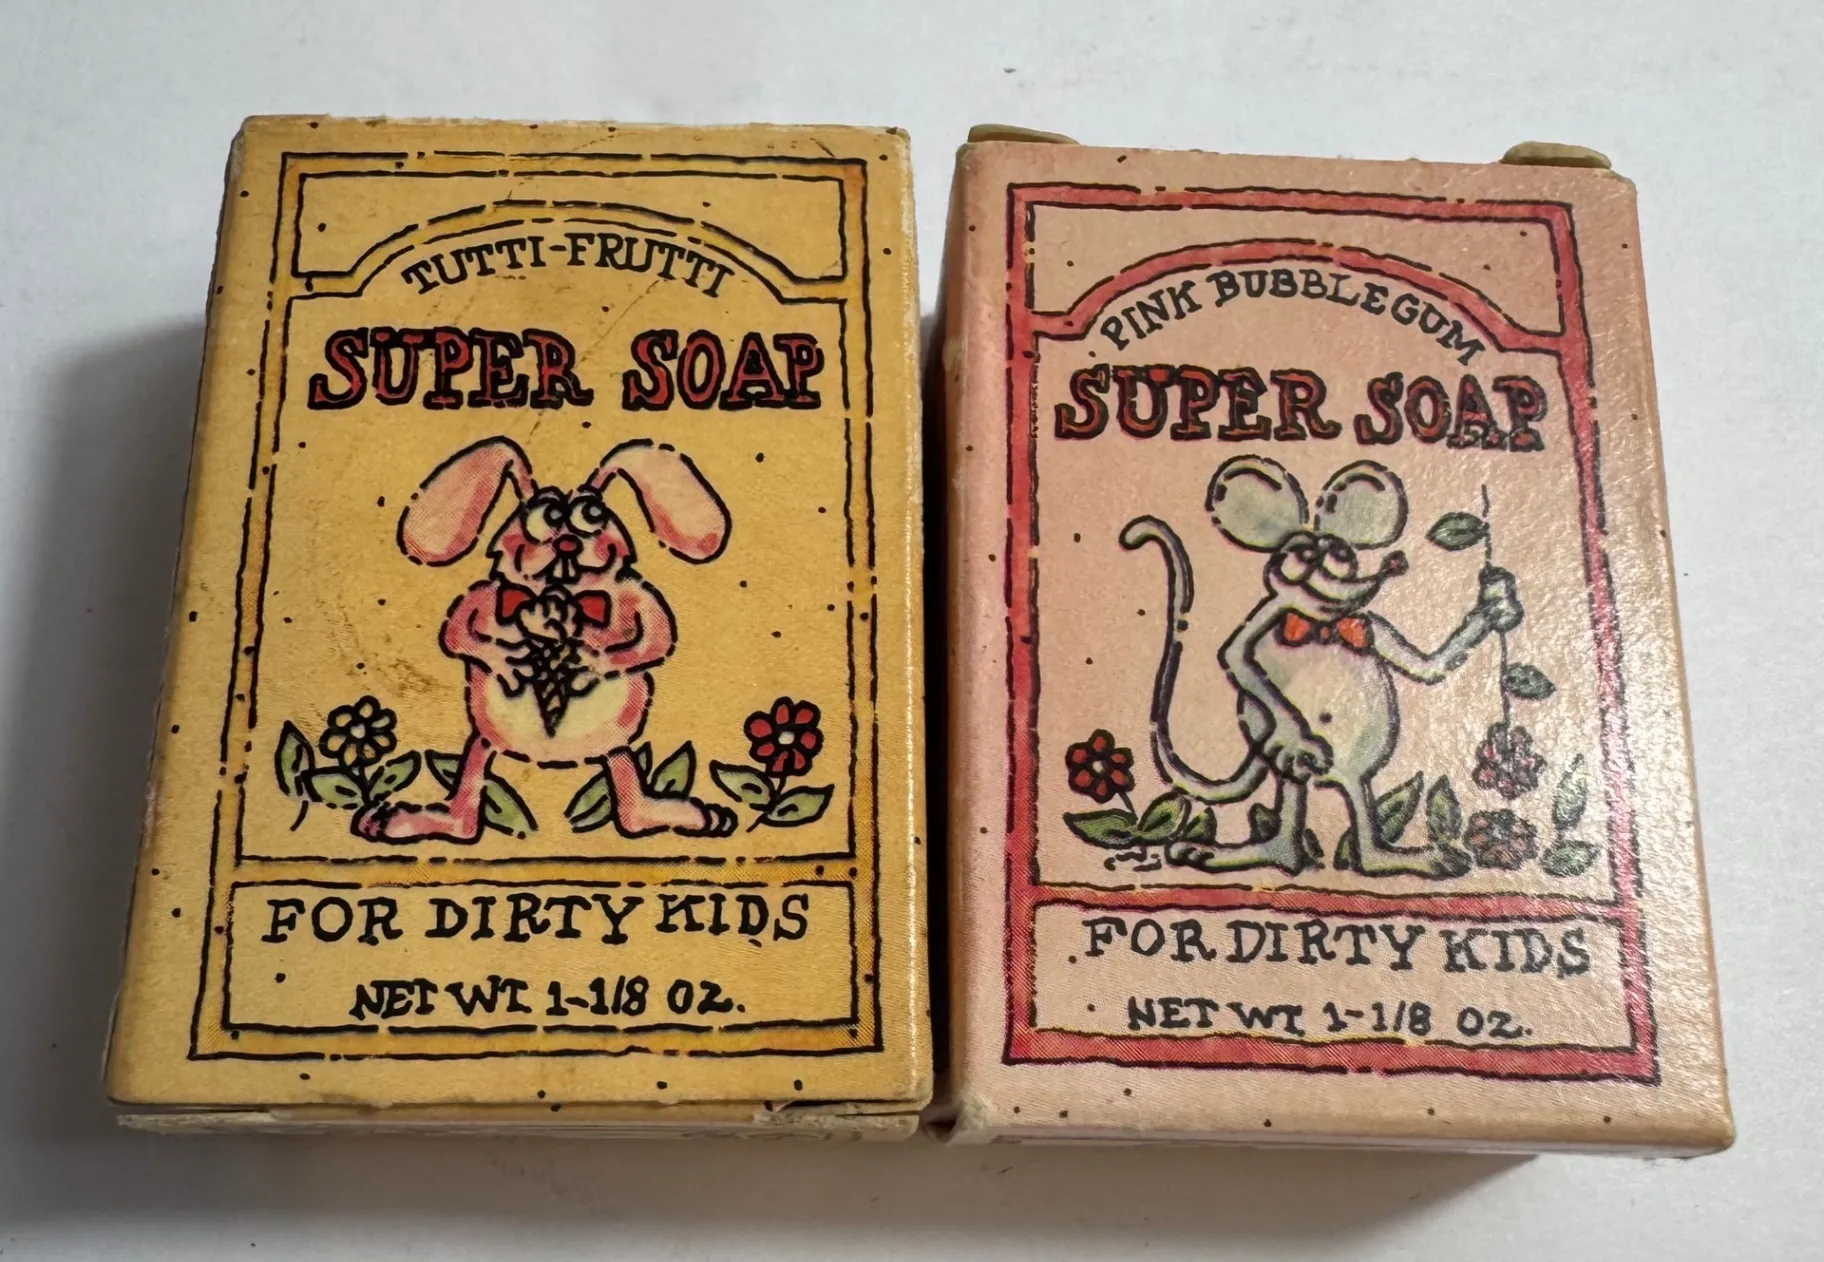 TUTTI-FRUTTI
SUPER SOAP
FOR DIRTY KIDS
NET WT 1-1/8 OZ.
PINK BUBBLEGUM
SUPER SOAP
FOR DIRTY KIDS
NET WT 1-1/8 OZ.